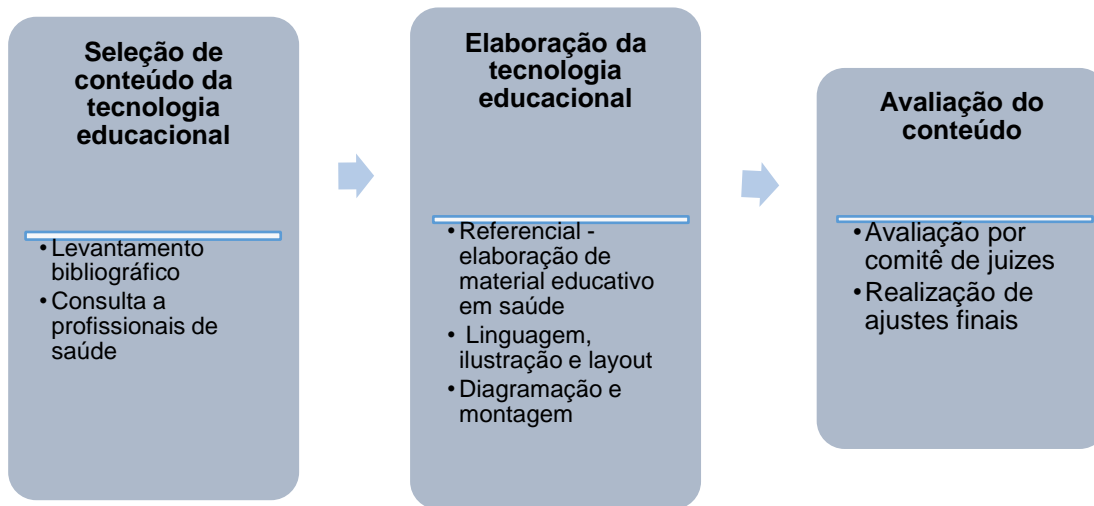 Seleção de
conteúdo da
tecnologia
educacional
•Levantamento
bibliográfico
•Consulta a
profissionais de
saúde
Elaboração da
tecnologia
educacional
•Referencial -
elaboração de
material educativo
em saúde
• Linguagem,
ilustração e layout
•Diagramação e
montagem
Avaliação do
conteúdo
•Avaliação por
comitê de juizes
•Realização de
ajustes finais